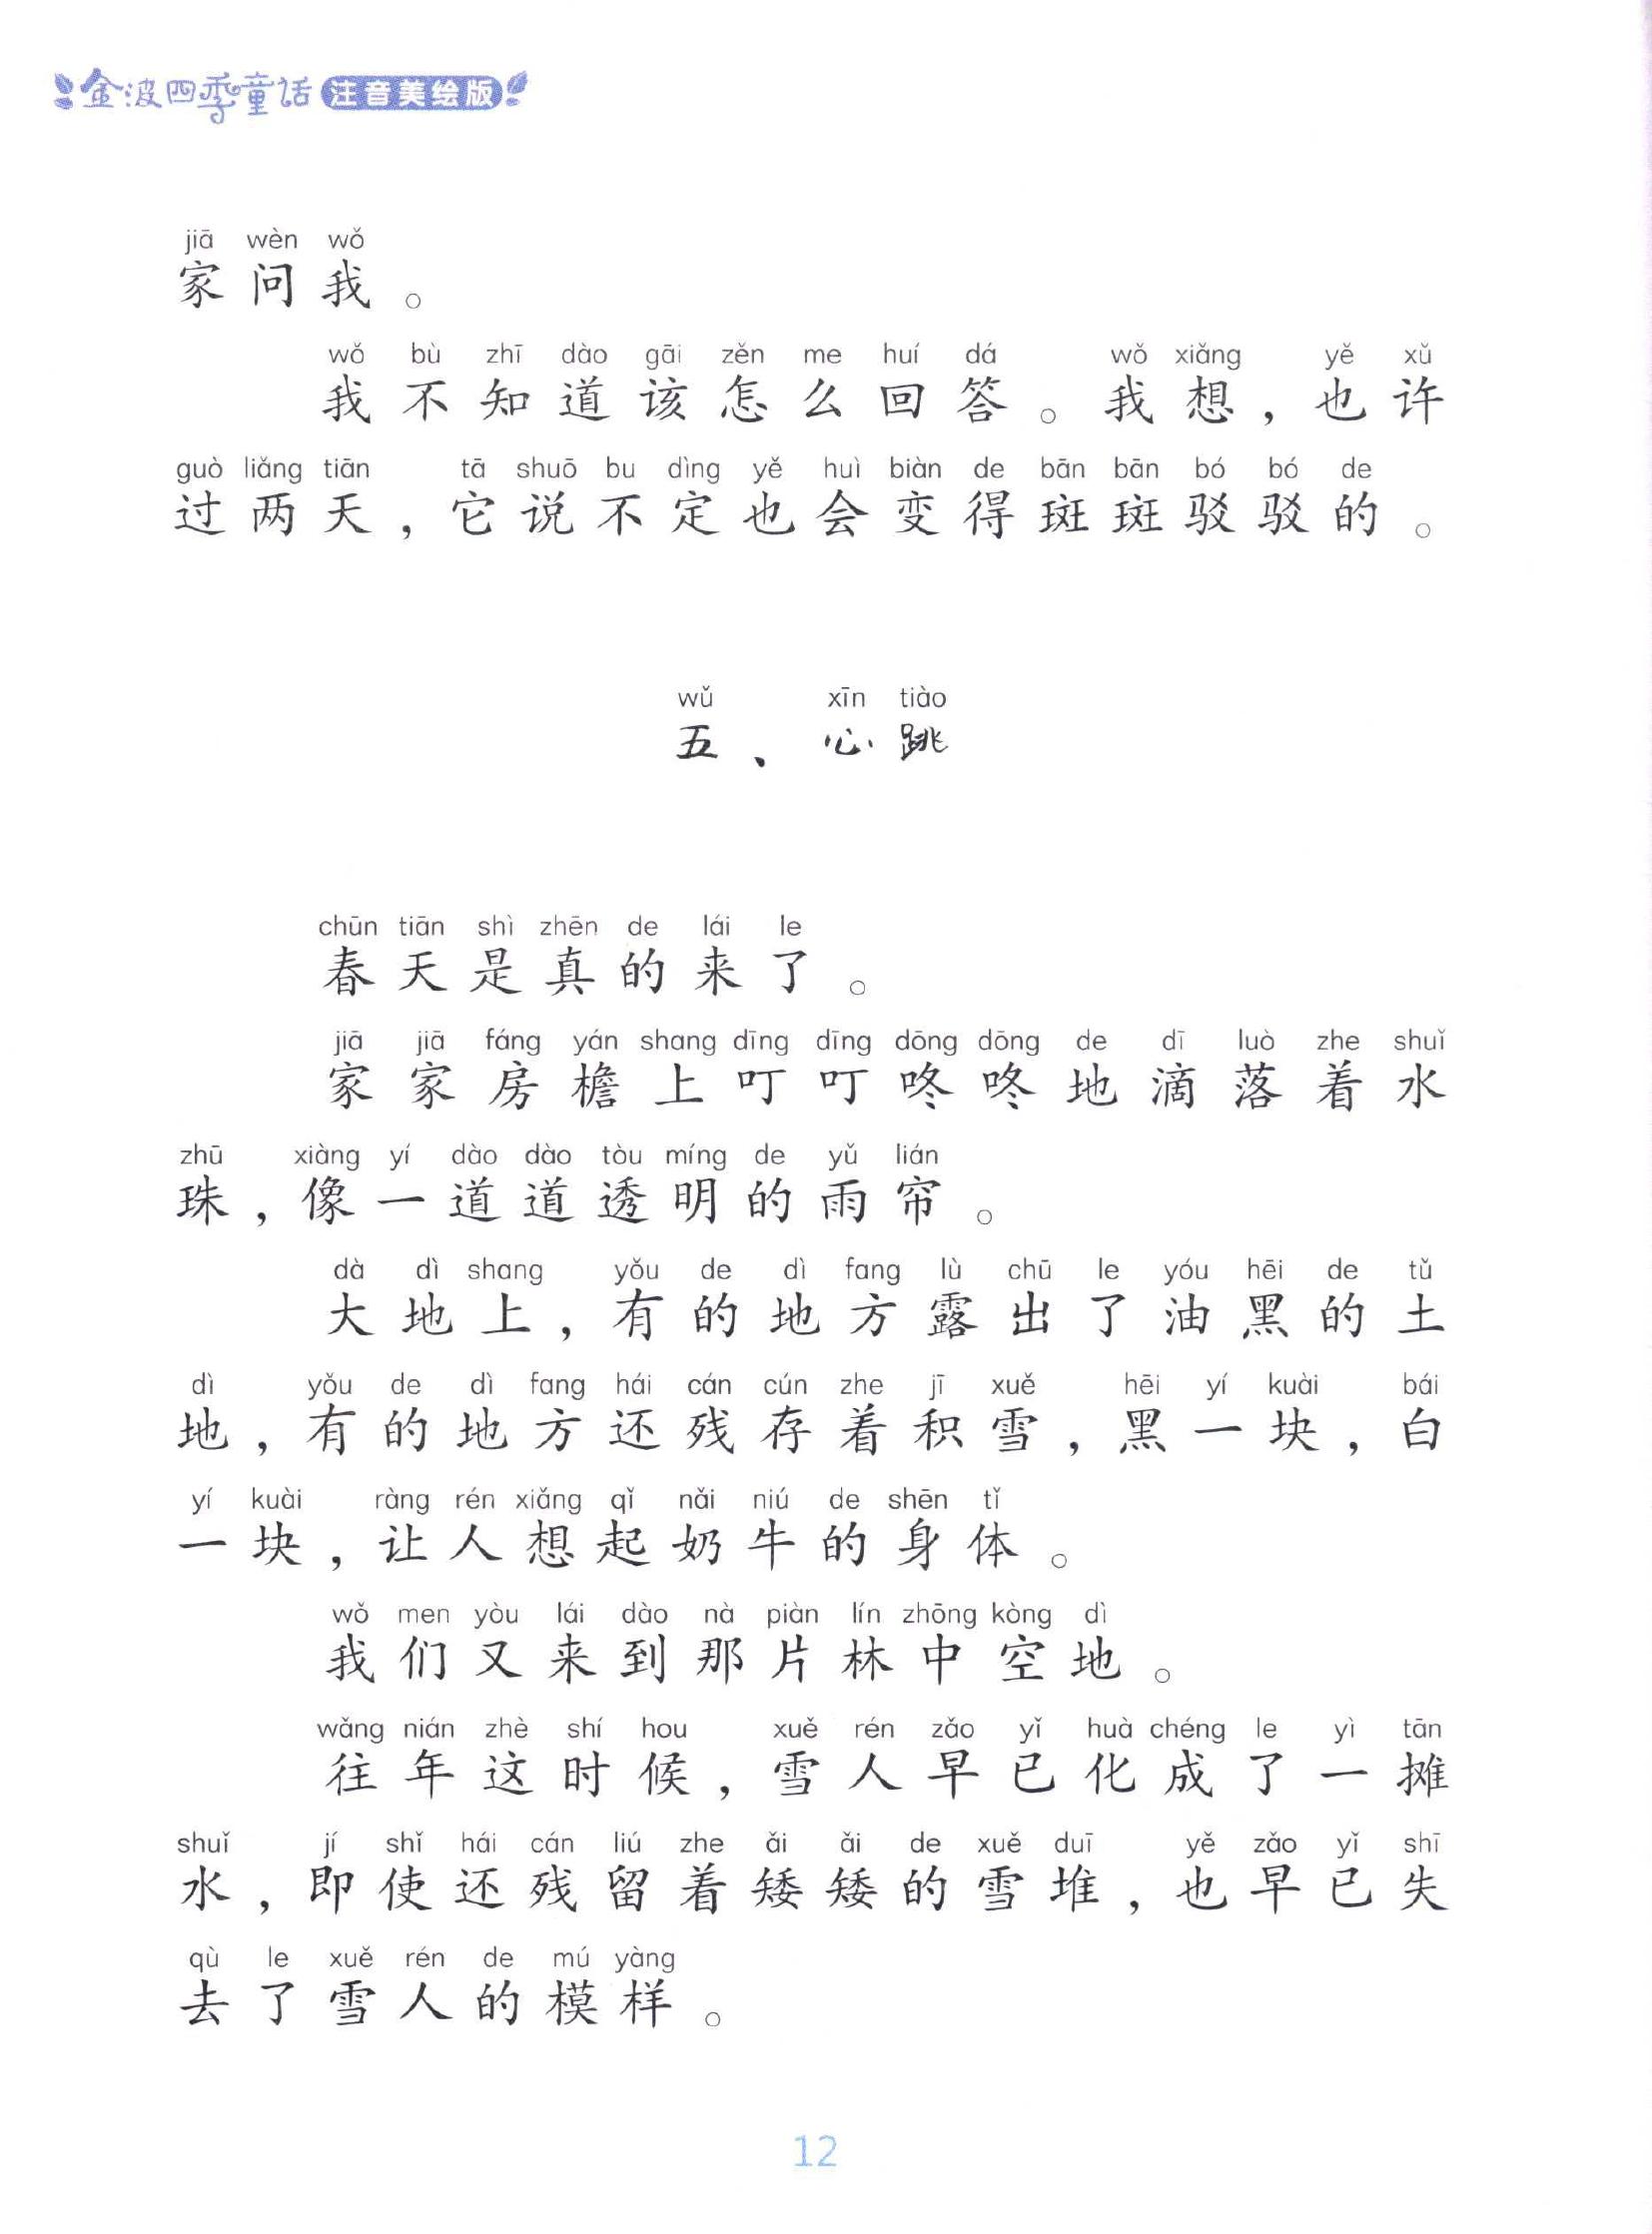 金波四季童话 注音美绘版
jiā wèn wǒ
家问我。
wǒ bù zhī dào gāi zěn me huí dá wǒ xiǎng yě xǔ
我不知道该怎么回答。我想，也许
guò liǎng tiān tā shuō bu dìng yě huì biàn de bān bān bó bó de
过两天，它说不定也会变得斑斑驳驳的。
wǔ xīn tiào
五、心跳
chūn tiān shì zhēn de lái le
春天是真的来了。
jiā jiā fáng yán shang dīng dīng dōng dōng de dī luò zhe shuǐ
家家房檐上叮叮咚咚地滴落着水
zhū xiàng yí dào dào tòu míng de yǔ lián
珠，像一道道透明的雨帘。
dà dì shang yǒu de dì fang lù chū le yóu hēi de tǔ
大地上，有的地方露出了油黑的土
dì yǒu de dì fang hái cán cún zhe jī xuě hēi yí kuài bái
地，有的地方还残存着积雪，黑一块，白
yí kuài ràng rén xiǎng qǐ nǎi niú de shēn tǐ
一块，让人想起奶牛的身体。
wǒ men yòu lái dào nà piàn lín zhōng kòng dì
我们又来到那片林中空地。
wǎng nián zhè shí hou xuě rén zǎo yǐ huà chéng le yì tān
往年这时候，雪人早已化成了一摊
shuǐ jí shǐ hái cán liú zhe ǎi ǎi de xuě duī yě zǎo yǐ shī
水，即使还残留着矮矮的雪堆，也早已失
qù le xuě rén de mú yàng
去了雪人的模样。
12